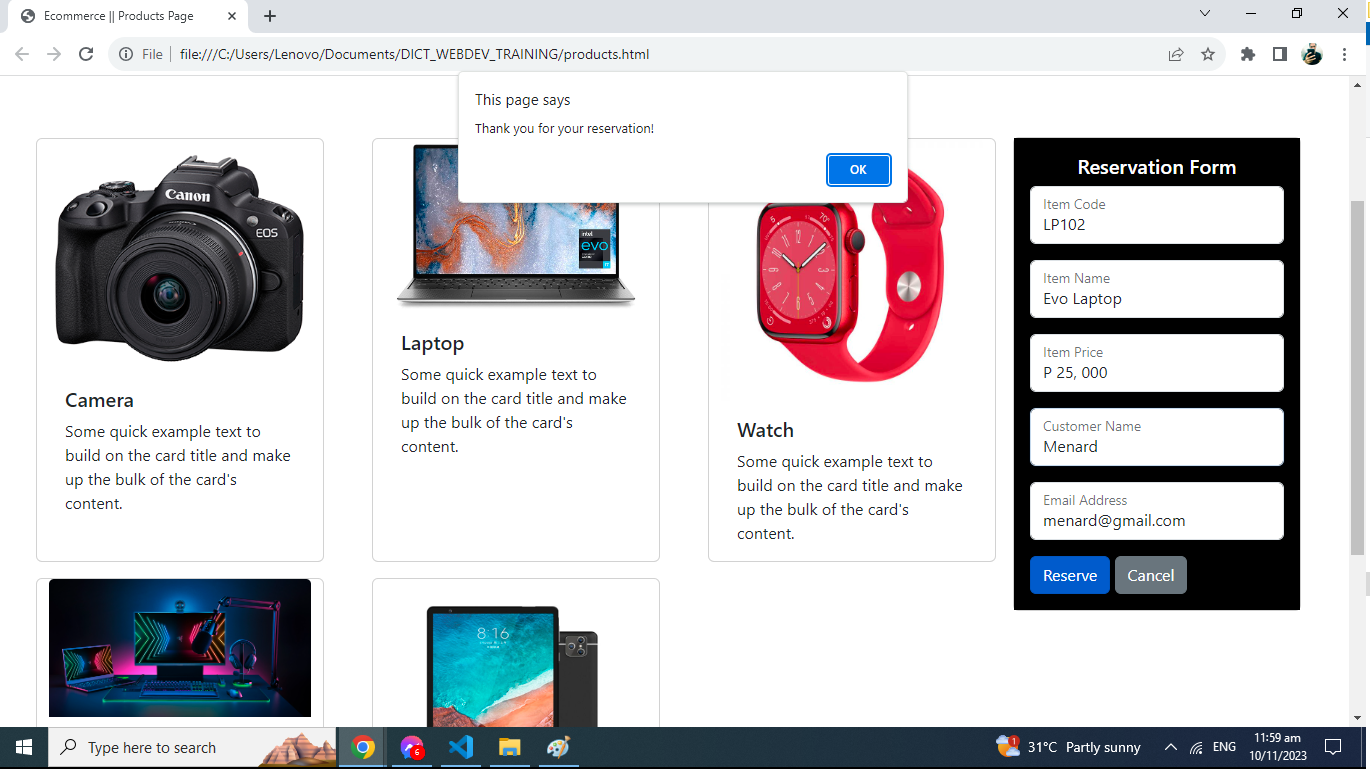 Ecommerce || Products Page
File
file:///C:/Users/Lenovo/Documents/DICT_WEBDEV_TRAINING/products.html
This page says
Thank you for your reservation!
OK
Canon
EOS
Camera
Some quick example text to
build on the card title and make
up the bulk of the card's
content.
intel
evo
Laptop
Some quick example text to
build on the card title and make
up the bulk of the card's
content.
Watch
Some quick example text to
build on the card title and make
up the bulk of the card's
content.
Reservation Form
Item Code
LP102
Item Name
Evo Laptop
Item Price
P 25, 000
Customer Name
Menard
Email Address
menard@gmail.com
Reserve
Cancel
8:16
Type here to search
6
1
31°C Partly sunny
ENG
11:59 am
10/11/2023